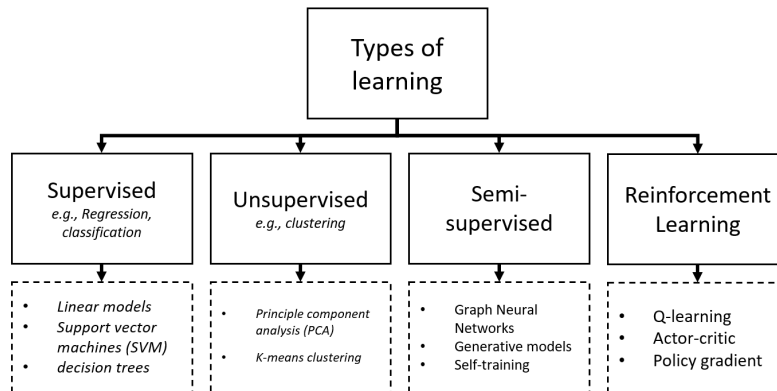 Types of
learning
Supervised
e.g., Regression,
classification
Unsupervised
e.g., clustering
Semi-
supervised
Reinforcement
Learning
• Linear models
• Support vector
machines (SVM)
• decision trees
• Principle component
analysis (PCA)
• K-means clustering
• Graph Neural
Networks
• Generative models
• Self-training
• Q-learning
• Actor-critic
• Policy gradient